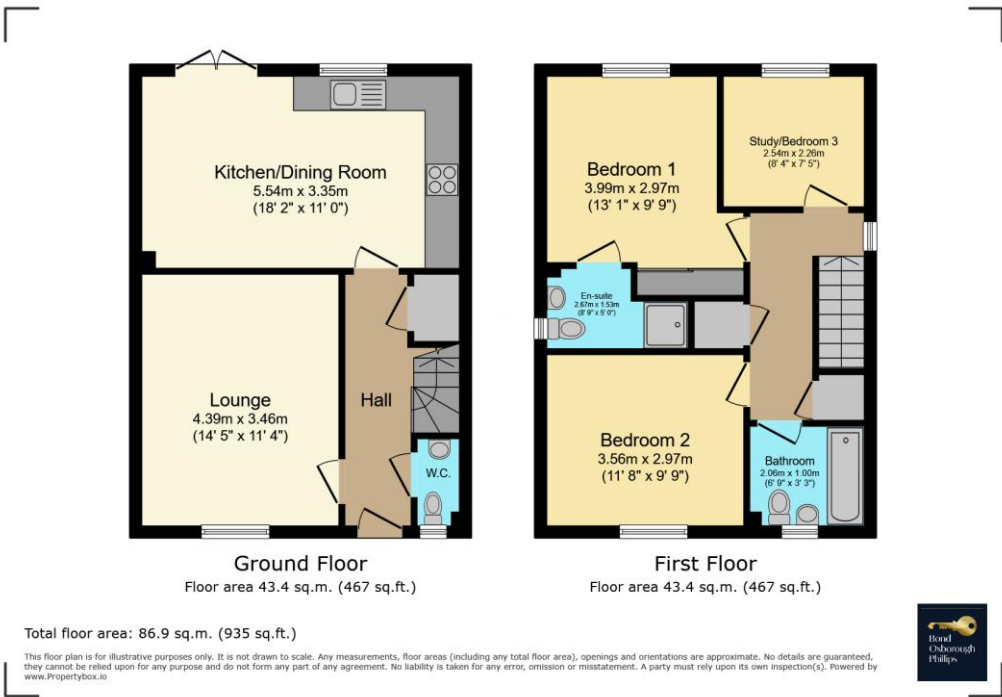 Kitchen/Dining Room
5.54m x 3.35m
(18' 2" x 11' 0")
Lounge
4.39m x 3.46m
(14' 5" x 11' 4")
Hall
W.C.
Ground Floor
Floor area 43.4 sq.m. (467 sq.ft.)
Bedroom 1
3.99m x 2.97m
(13' 1" x 9' 9")
Study/Bedroom 3
2.54m x 2.26m
(8' 4" x 7' 5")
En-suite
2.67m x 1.53m
(8' 9" x 5' 0")
Bedroom 2
3.56m x 2.97m
(11' 8" x 9' 9")
Bathroom
2.06m x 1.00m
(6' 9" x 3' 3")
First Floor
Floor area 43.4 sq.m. (467 sq.ft.)
Total floor area: 86.9 sq.m. (935 sq.ft.)
This floor plan is for illustrative purposes only. It is not drawn to scale. Any measurements, floor areas (including any total floor area), openings and orientations are approximate. No details are guaranteed,
they cannot be relied upon for any purpose and do not form any part of any agreement. No liability is taken for any error, omission or misstatement. A party must rely upon its own inspection(s). Powered by
www.Propertybox.io
Bond
Oxborough
Phillips